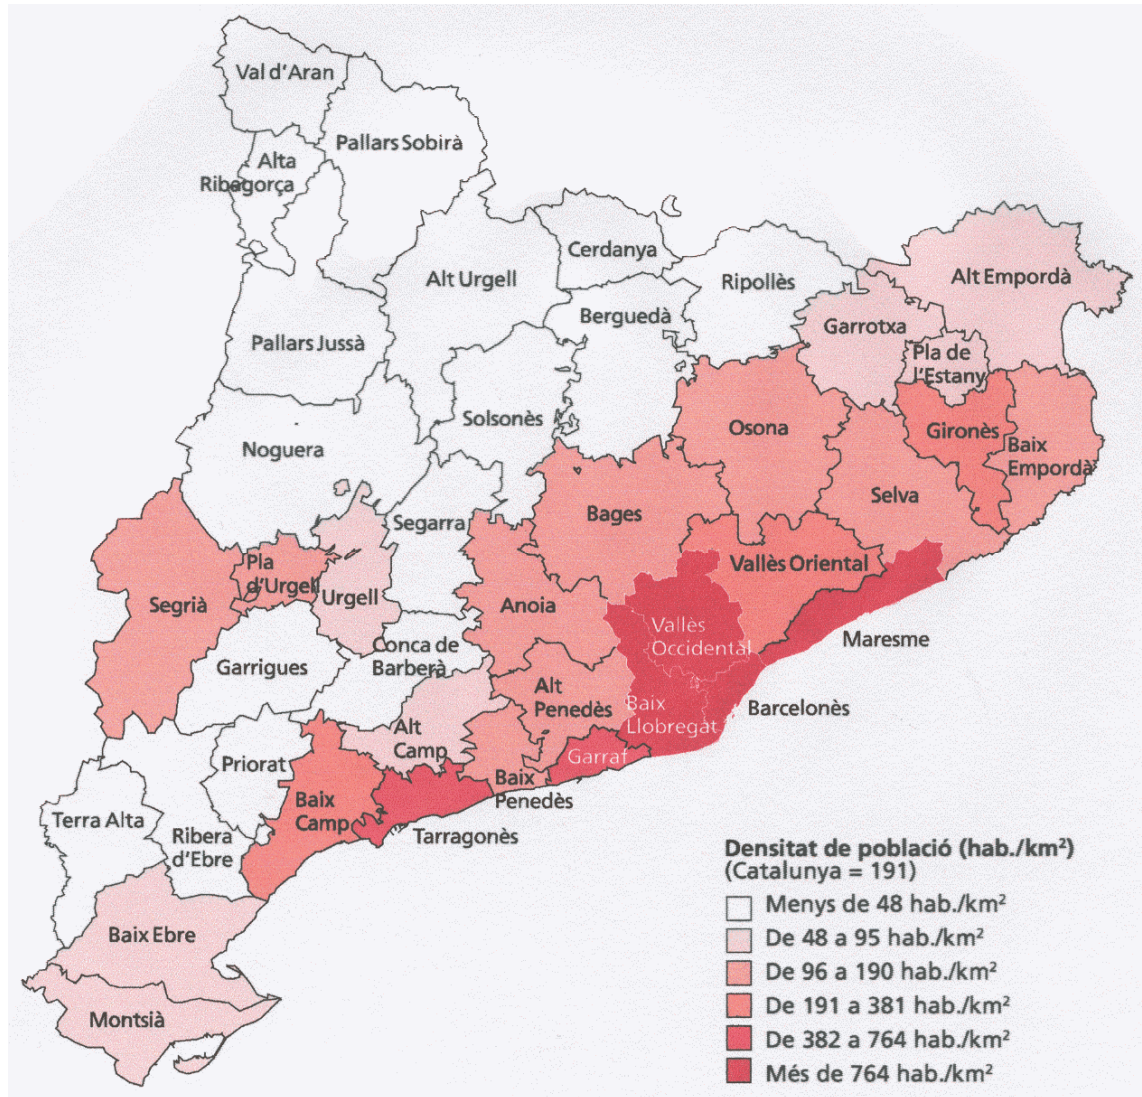 Val d'Aran
Pallars Sobirà
Alta
Ribagorça
Cerdanya
Alt Urgell
Ripollès
Alt Empordà
Berguedà
Garrotxa
Pallars Jussà
Pla de
l'Estany
Solsonès
Osona
Gironès
Baix
Empordà
Noguera
Selva
Segarra
Bages
Pla
d'Urgell
Vallès Oriental
Segrià
Urgell
Anoia
Vallès
Occidental
Maresme
Conca de
Barberà
Garrigues
Alt
Penedès
Baix
Llobregat
Barcelonès
Alt
Camp
Garraf
Priorat
Baix
Penedès
Baix
Camp
Terra Alta
Ribera
d'Ebre
Tarragonès
Baix Ebre
Montsià
Densitat de població (hab./km²)
(Catalunya = 191)
Menys de 48 hab./km²
De 48 a 95 hab./km²
De 96 a 190 hab./km²
De 191 a 381 hab./km²
De 382 a 764 hab./km²
Més de 764 hab./km²